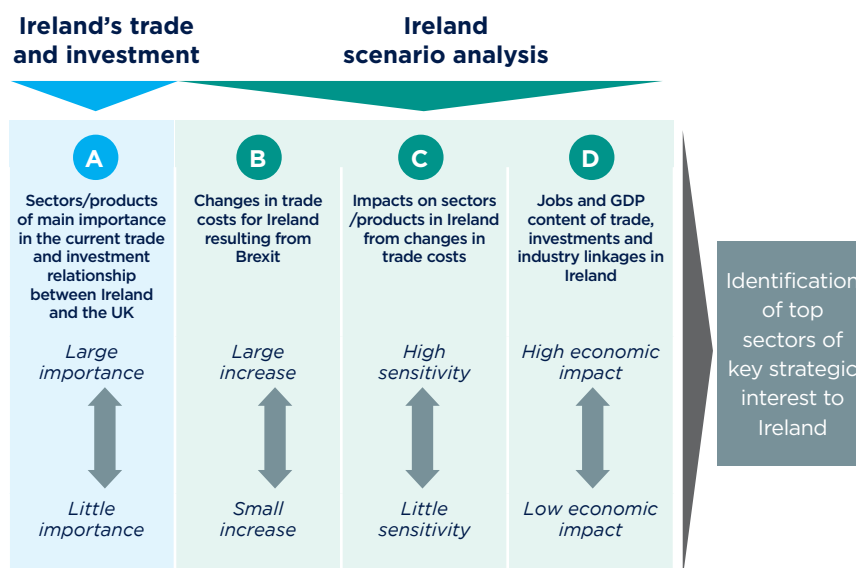 Ireland's trade
and investment
Ireland
scenario analysis
A
Sectors/products
of main importance
in the current trade
and investment
relationship
between Ireland
and the UK
Large
importance
Little
importance
B
Changes in trade
costs for Ireland
resulting from
Brexit
Large
increase
Small
increase
C
Impacts on sectors
/products in Ireland
from changes in
trade costs
High
sensitivity
Little
sensitivity
D
Jobs and GDP
content of trade,
investments and
industry linkages in
Ireland
High economic
impact
Low economic
impact
Identification
of top
sectors of
key strategic
interest to
Ireland